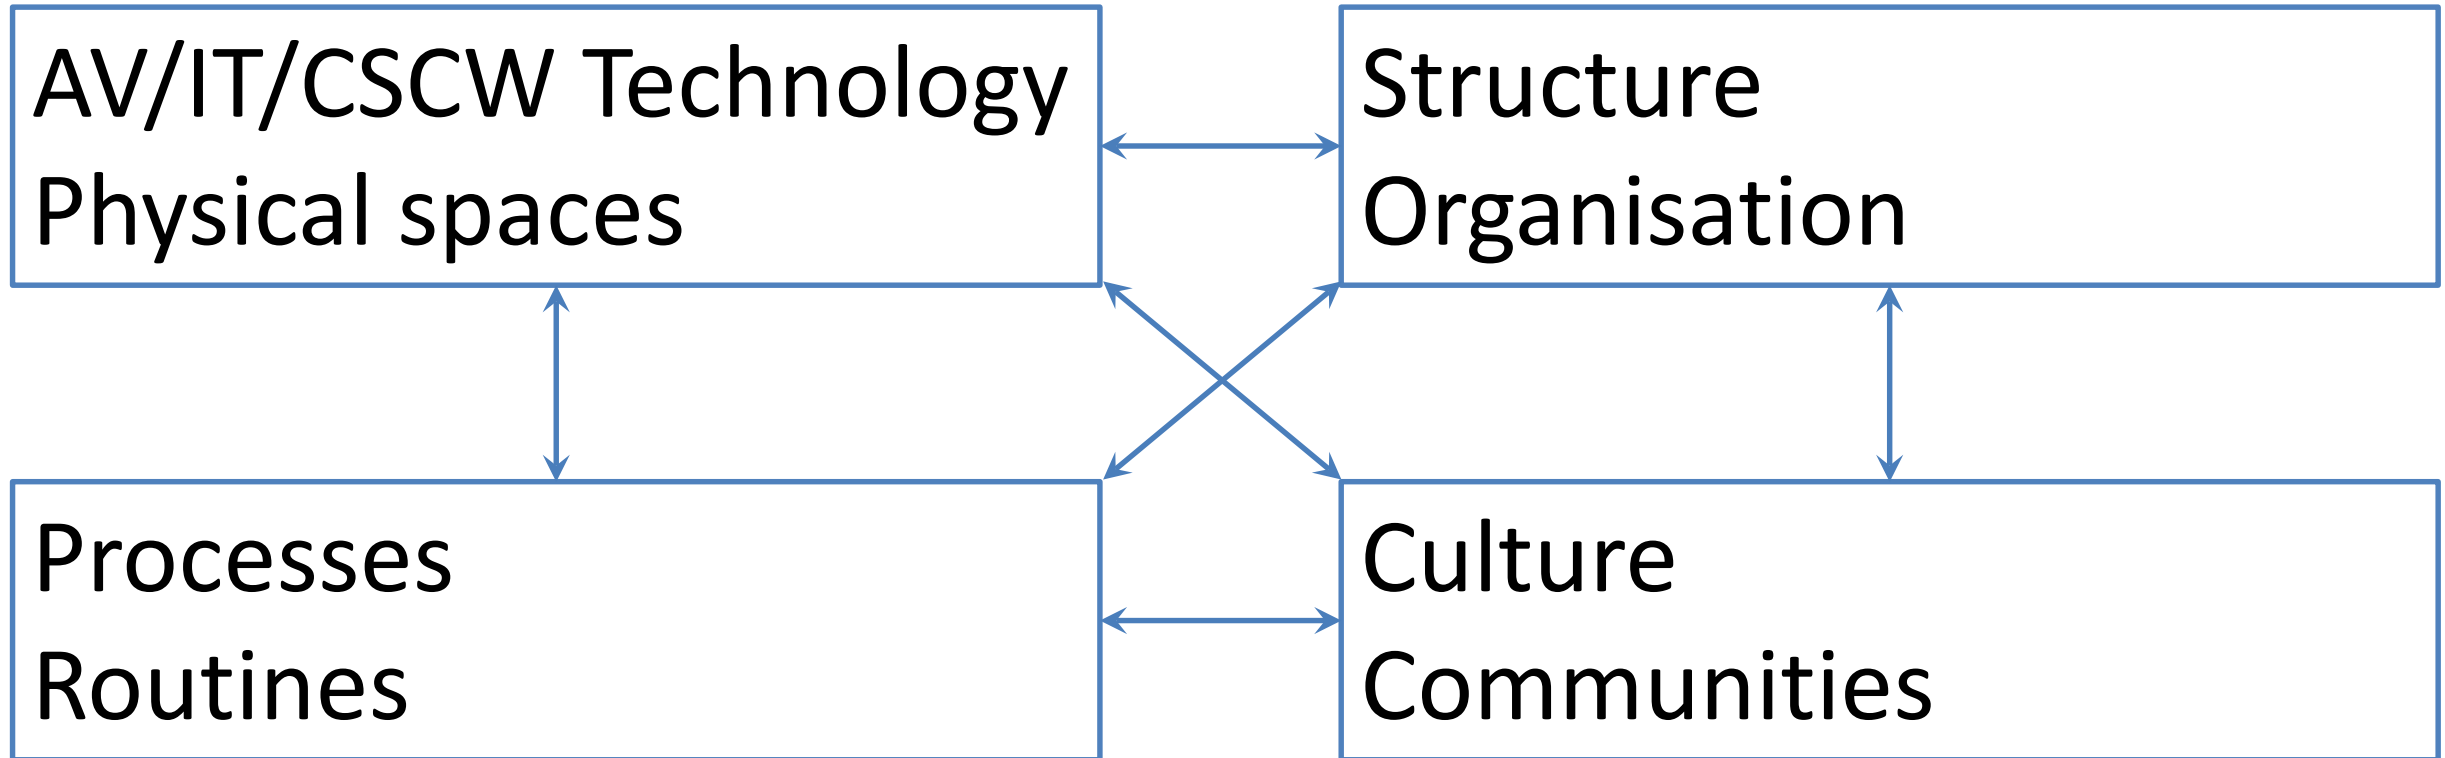 AV/IT/CSCW Technology
Physical spaces
Structure
Organisation
Processes
Routines
Culture
Communities